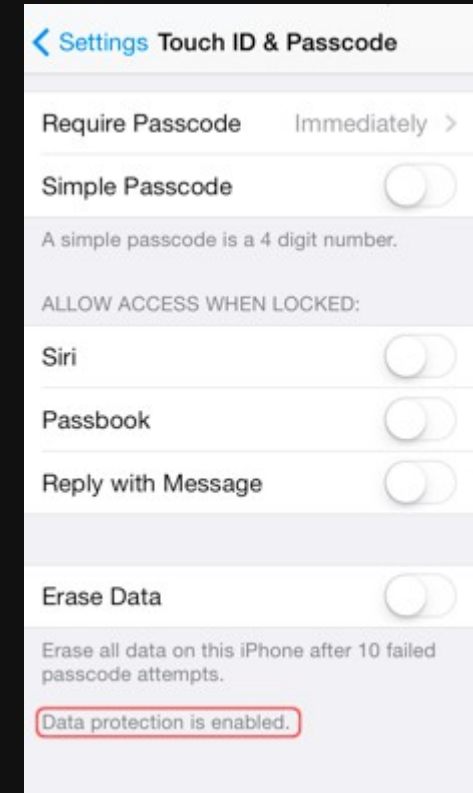 Settings Touch ID & Passcode
Require Passcode Immediately
Simple Passcode
A simple passcode is a 4 digit number.
ALLOW ACCESS WHEN LOCKED:
Siri
Passbook
Reply with Message
Erase Data
Erase all data on this iPhone after 10 failed
passcode attempts.
Data protection is enabled.